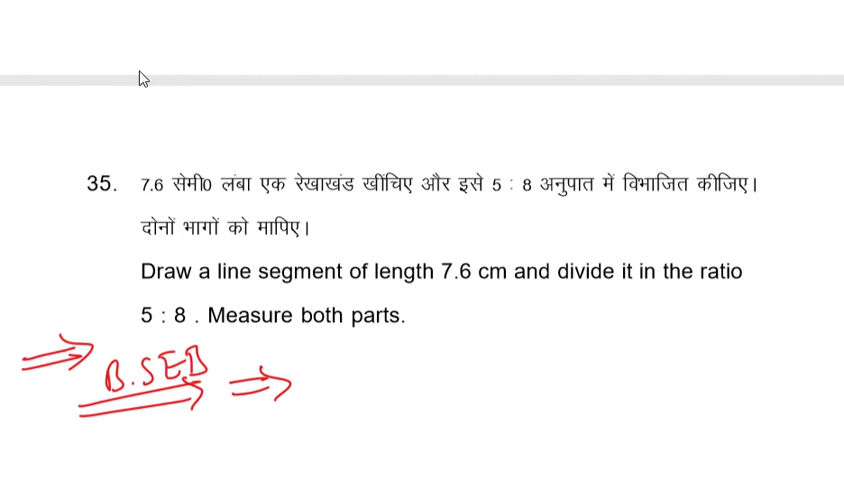 35. 7.6 सेमी0 लंबा एक रेखाखंड खींचिए और इसे 5 : 8 अनुपात में विभाजित कीजिए।
दोनों भागों को मापिए।
Draw a line segment of length 7.6 cm and divide it in the ratio
5 : 8 . Measure both parts.
B.SEB